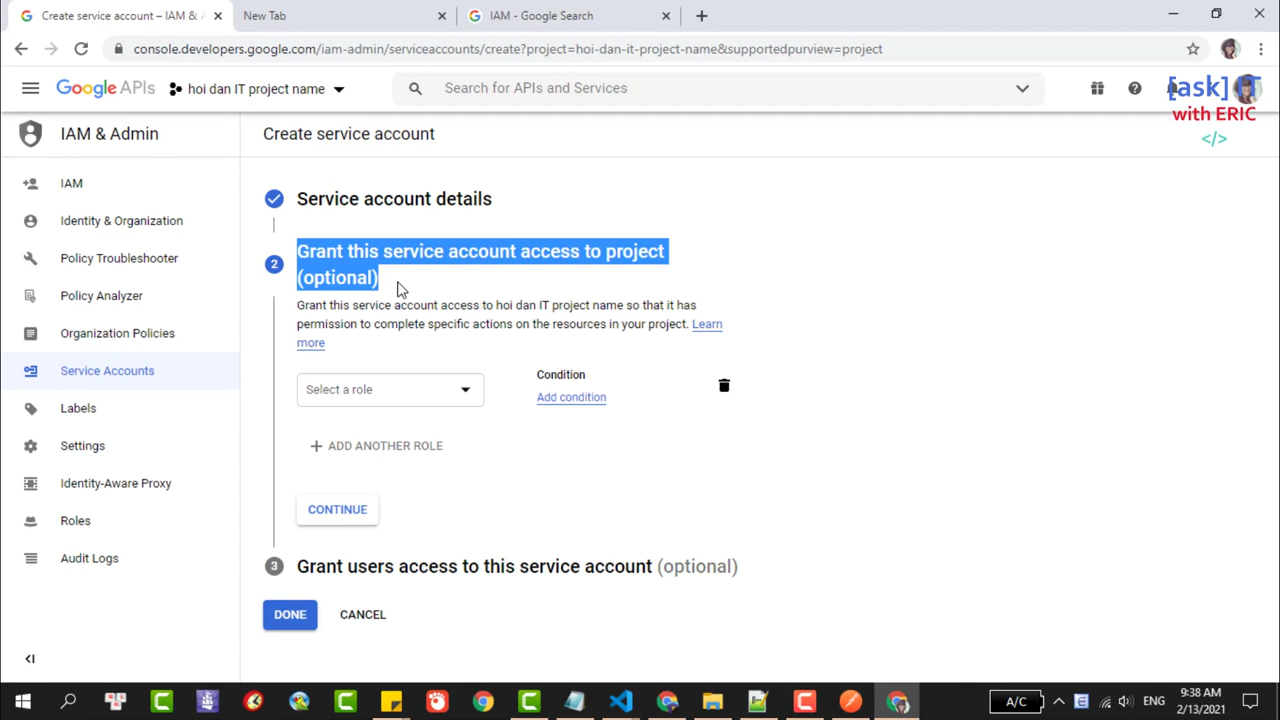 Create service account – IAM & A
New Tab
IAM - Google Search
console.developers.google.com/iam-admin/serviceaccounts/create?project=hoi-dan-it-project-name&supportedpurview=project
Google APIs
hoi dan IT project name
Search for APIs and Services
[ask]IT
with ERIC
</>
IAM & Admin
Create service account
IAM
Identity & Organization
Policy Troubleshooter
Policy Analyzer
Organization Policies
Service Accounts
Labels
Settings
Identity-Aware Proxy
Roles
Audit Logs
Service account details
2
Grant this service account access to project
(optional)
Grant this service account access to hoi dan IT project name so that it has
permission to complete specific actions on the resources in your project. Learn
more
Select a role
Condition
Add condition
ADD ANOTHER ROLE
CONTINUE
3
Grant users access to this service account (optional)
DONE
CANCEL
A/C
ENG
9:38 AM
2/13/2021